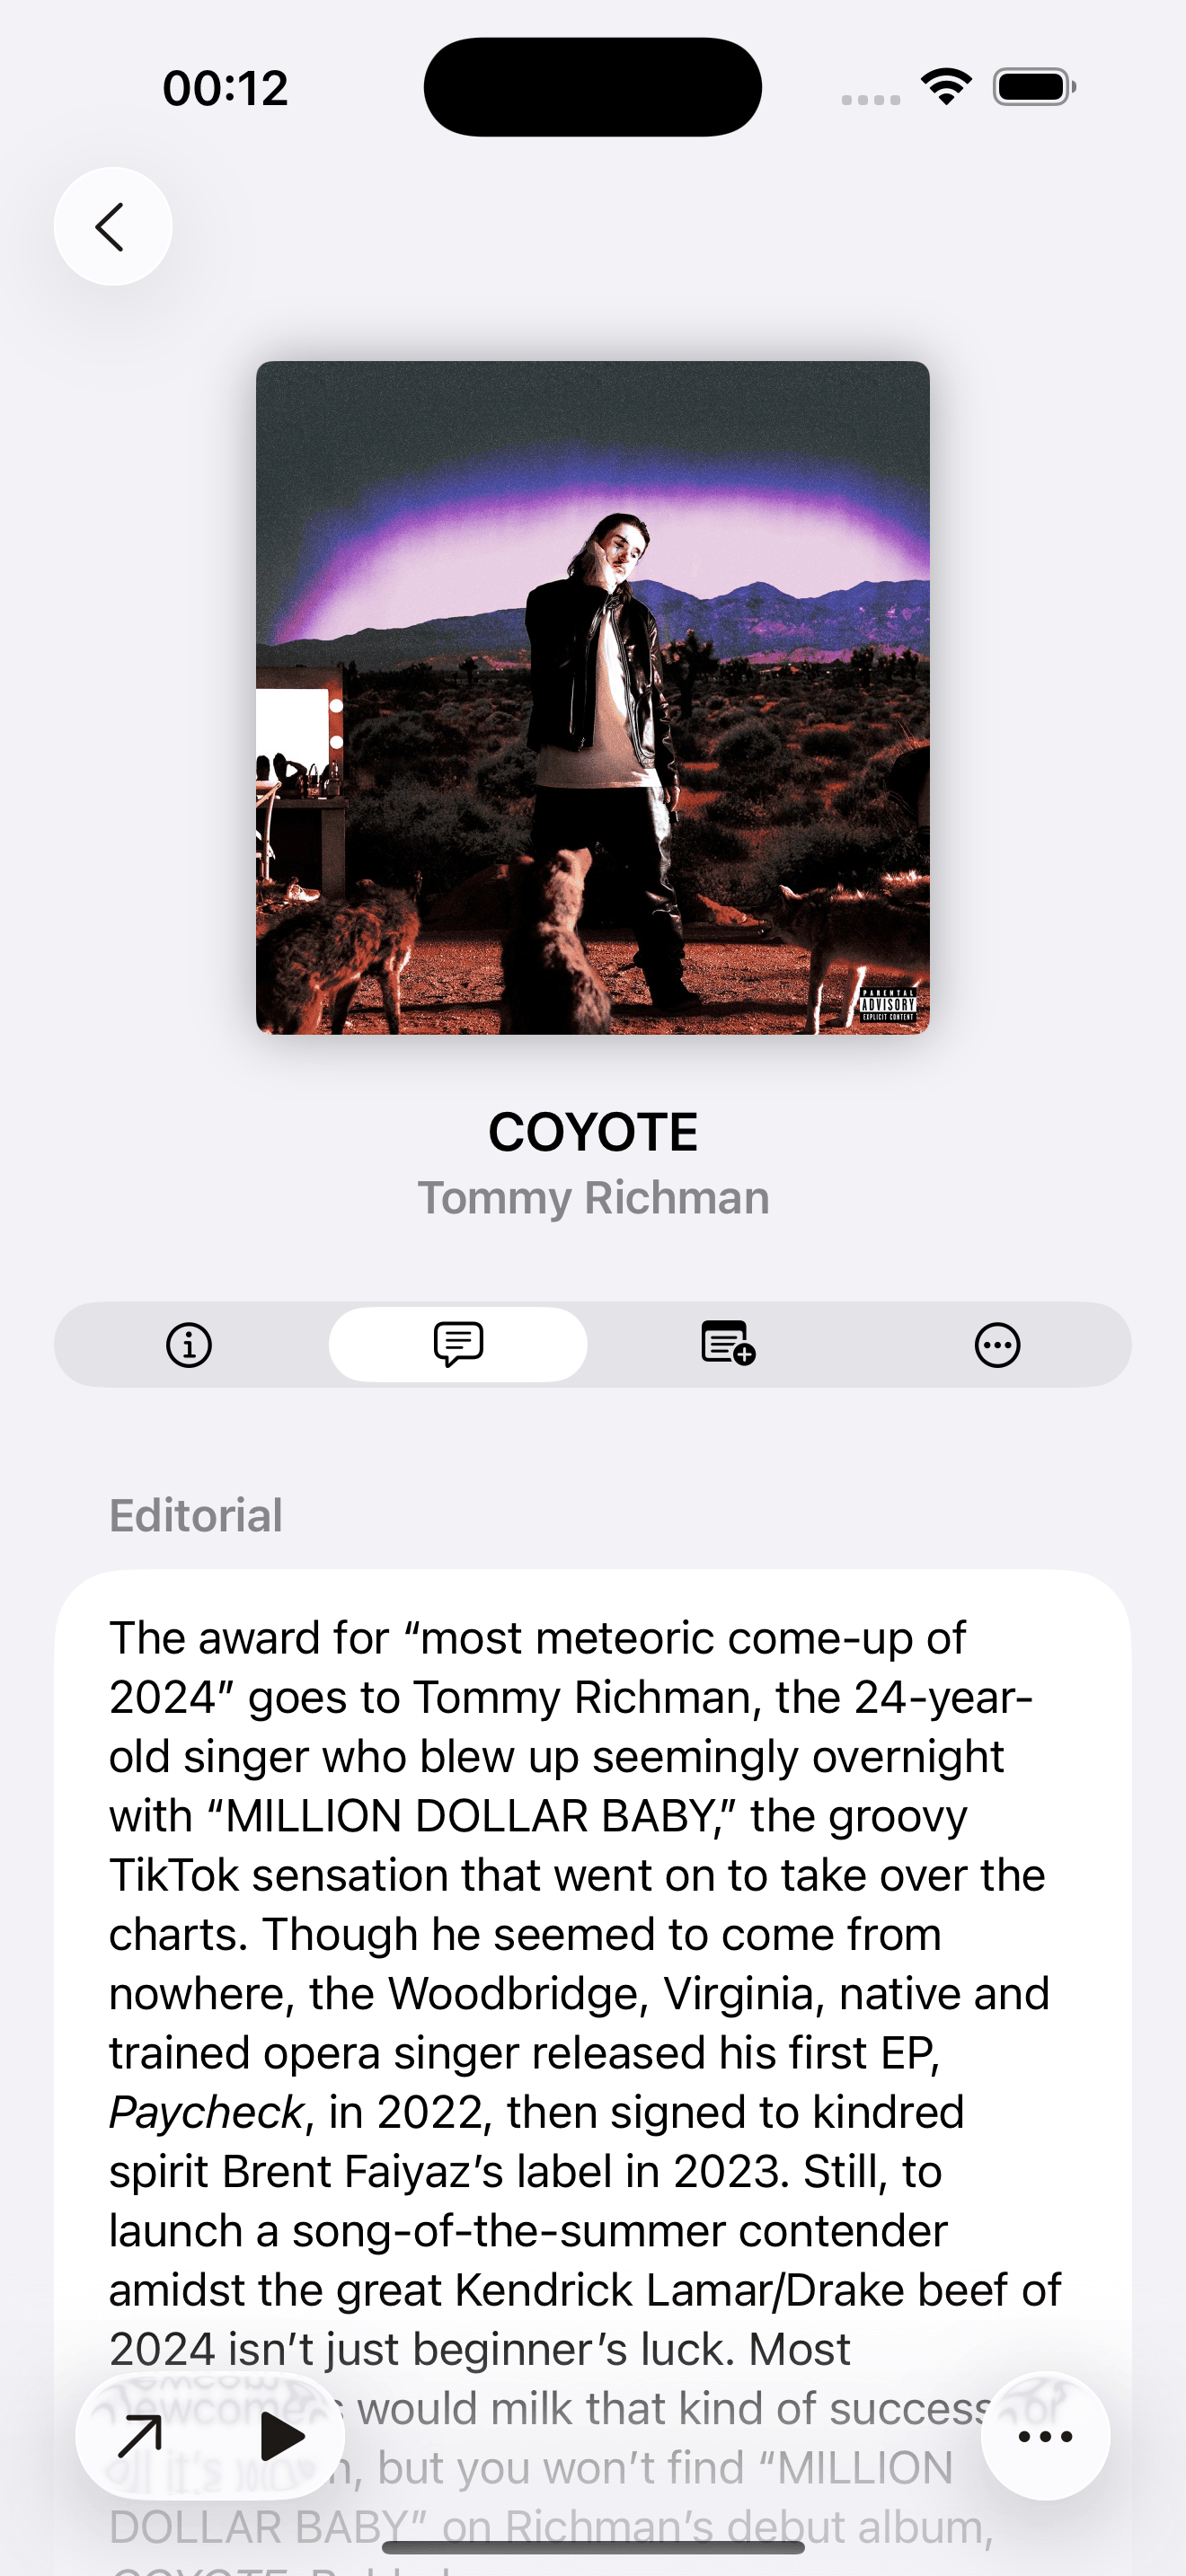 00:12
PARENTAL
ADVISORY
EXPLICIT CONTENT
COYOTE
Tommy Richman
Editorial
The award for “most meteoric come-up of
2024” goes to Tommy Richman, the 24-year-
old singer who blew up seemingly overnight
with “MILLION DOLLAR BABY,” the groovy
TikTok sensation that went on to take over the
charts. Though he seemed to come from
nowhere, the Woodbridge, Virginia, native and
trained opera singer released his first EP,
Paycheck, in 2022, then signed to kindred
spirit Brent Faiyaz’s label in 2023. Still, to
launch a song-of-the-summer contender
amidst the great Kendrick Lamar/Drake beef of
2024 isn’t just beginner’s luck. Most
would milk that kind of success
but you won’t find “MILLION
DOLLAR BABY” on Richman’s debut album,